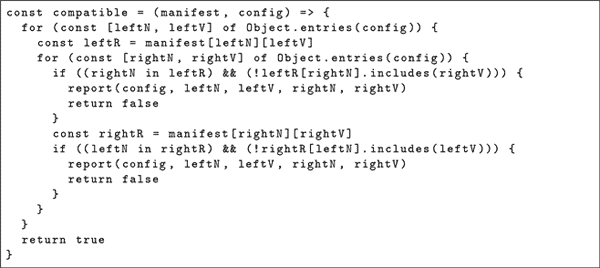 const compatible = (manifest, config) => {
  for (const [leftN, leftV] of Object.entries(config)) {
    const leftR = manifest[leftN][leftV]
    for (const [rightN, rightV] of Object.entries(config)) {
      if ((rightN in leftR) && (!leftR[rightN].includes(rightV))) {
        report(config, leftN, leftV, rightN, rightV)
        return false
      }
      const rightR = manifest[rightN][rightV]
      if ((leftN in rightR) && (!rightR[leftN].includes(leftV))) {
        report(config, leftN, leftV, rightN, rightV)
        return false
      }
    }
  }
  return true
}